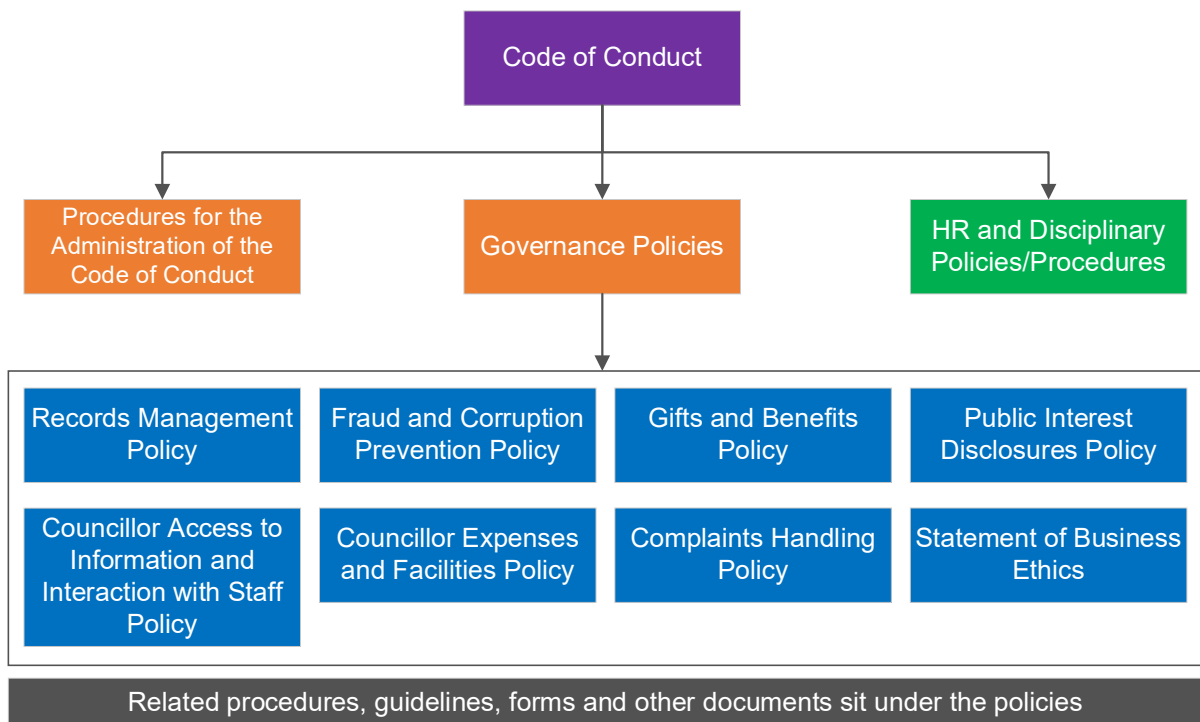 Code of Conduct
Procedures for the
Administration of the
Code of Conduct
Governance Policies
HR and Disciplinary
Policies/Procedures
Records Management
Policy
Fraud and Corruption
Prevention Policy
Gifts and Benefits
Policy
Public Interest
Disclosures Policy
Councillor Access to
Information and
Interaction with Staff
Policy
Councillor Expenses
and Facilities Policy
Complaints Handling
Policy
Statement of Business
Ethics
Related procedures, guidelines, forms and other documents sit under the policies